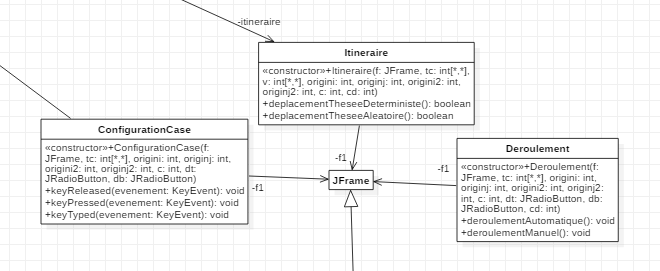 -itineraire
Itineraire
«constructor»+Itineraire(f: JFrame, tc: int[*,*],
v: int[*,*], origini: int, originj: int, origini2: int,
originj2: int, c: int, cd: int)
+deplacementTheseeDeterministe(): boolean
+deplacementTheseeAleatoire(): boolean
ConfigurationCase
«constructor»+ConfigurationCase(f:
JFrame, tc: int[*,*], origini: int, originj: int,
origini2: int, originj2: int, c: int, dt:
JRadioButton, db: JRadioButton)
+keyReleased(evenement: KeyEvent): void
+keyPressed(evenement: KeyEvent): void
+keyTyped(evenement: KeyEvent): void
-f1
-f1
JFrame
-f1
Deroulement
«constructor»+Deroulement(f:
JFrame, tc: int[*,*], origini: int,
originj: int, origini2: int, originj2:
int, c: int, dt: JRadioButton, db:
JRadioButton, cd: int)
+deroulementAutomatique(): void
+deroulementManuel(): void